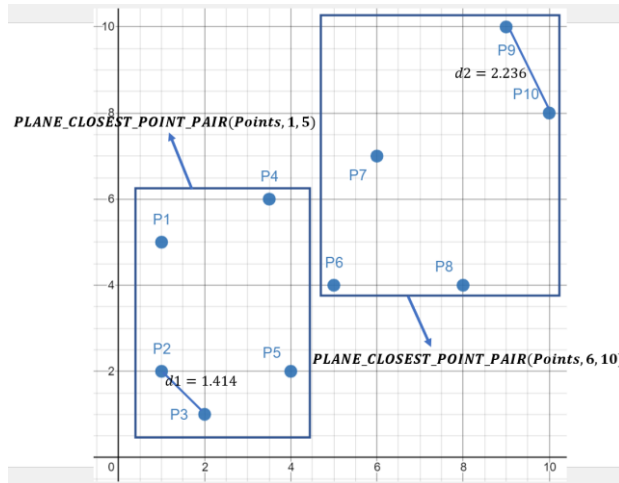 10
P9
d2 = 2.236
P10
8
PLANE_CLOSEST_POINT_PAIR(Points, 1, 5)
P7
P4
6
P1
P6
P8
4
P2
P5
PLANE_CLOSEST_POINT_PAIR(Points, 6, 10)
2
d1 = 1.414
P3
0
2
4
6
8
10